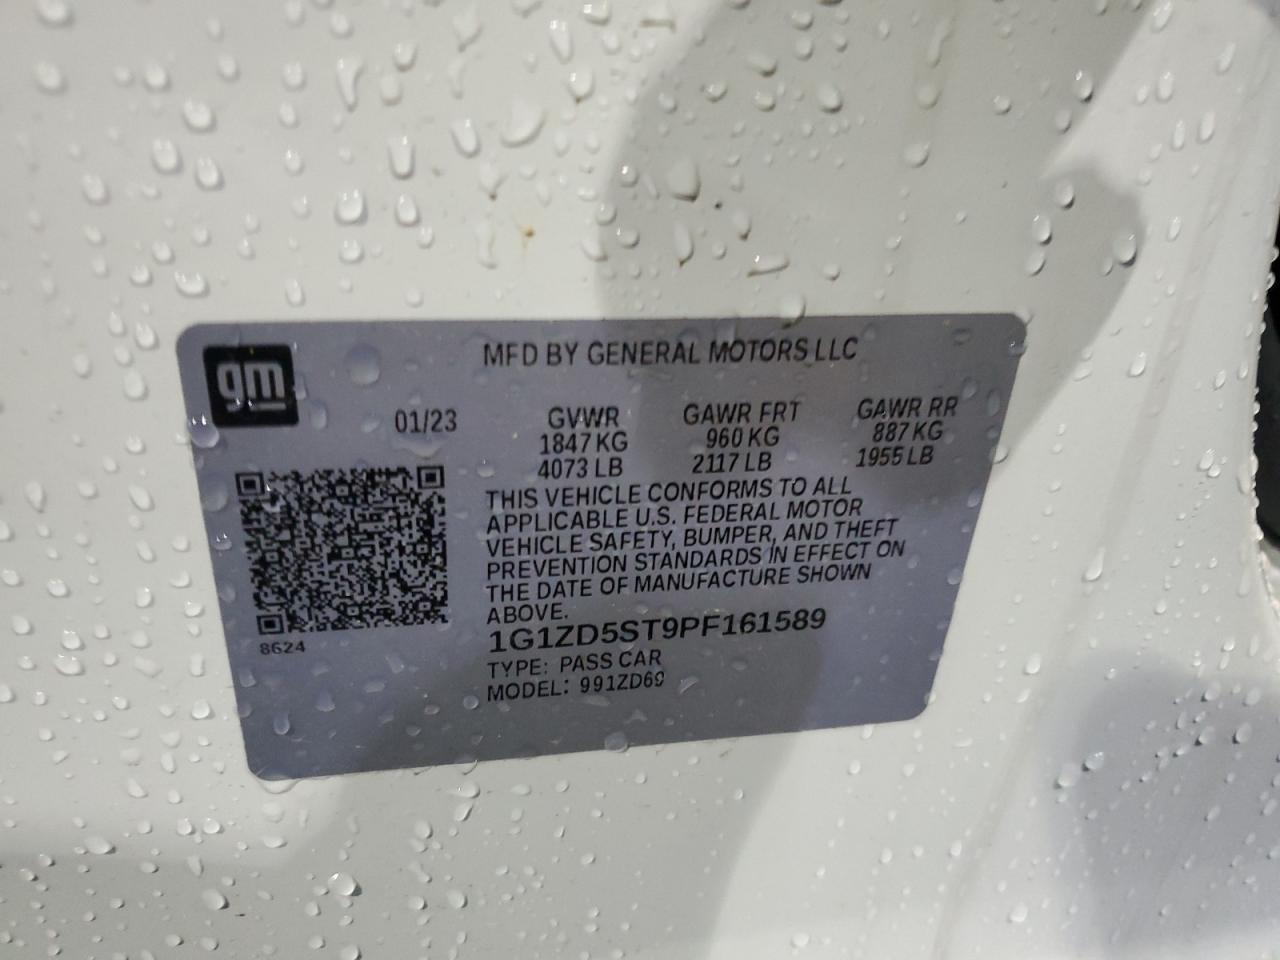 gm
MFD BY GENERAL MOTORS LLC
01/23 GVWR GAWR FRT GAWR RR
1847 KG 960 KG 887 KG
4073 LB 2117 LB 1955 LB
THIS VEHICLE CONFORMS TO ALL
APPLICABLE U.S. FEDERAL MOTOR
VEHICLE SAFETY, BUMPER, AND THEFT
PREVENTION STANDARDS IN EFFECT ON
THE DATE OF MANUFACTURE SHOWN
ABOVE.
1G1ZD5ST9PF161589
8624
TYPE: PASS CAR
MODEL: 991ZD69